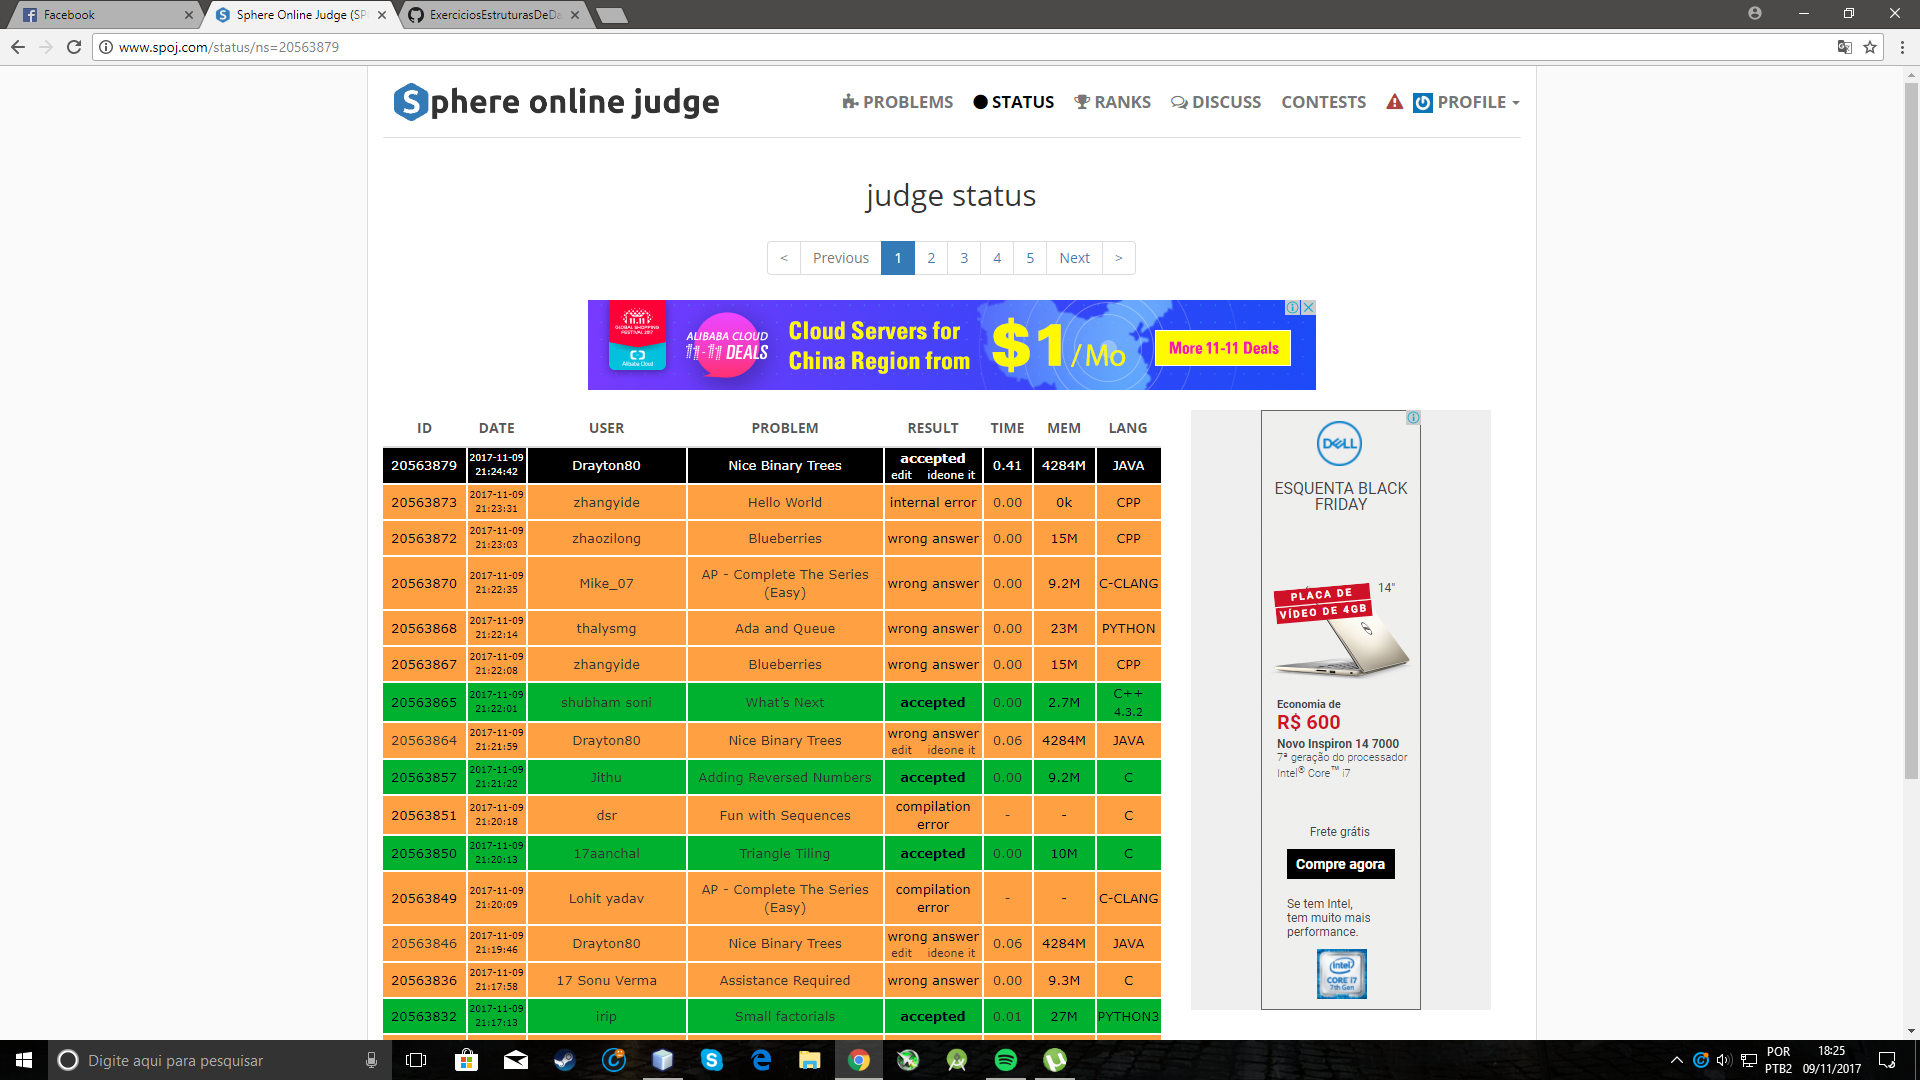 Facebook
Sphere Online Judge (SPO
ExerciciosEstruturasDeDa
www.spoj.com/status/ns=20563879
Sphere online judge
PROBLEMS STATUS RANKS DISCUSS CONTESTS PROFILE
judge status
< Previous 1 2 3 4 5 Next >
11.11
GLOBAL SHOPPING
FESTIVAL 2017
Alibaba Cloud
ALIBABA CLOUD
11-11 DEALS
Cloud Servers for
China Region from
$1/Mo
More 11-11 Deals
ID DATE USER PROBLEM RESULT TIME MEM LANG
20563879 2017-11-09 21:24:42 Drayton80 Nice Binary Trees accepted edit ideone it 0.41 4284M JAVA
20563873 2017-11-09 21:23:31 zhangyide Hello World internal error 0.00 0k CPP
20563872 2017-11-09 21:23:03 zhaozilong Blueberries wrong answer 0.00 15M CPP
20563870 2017-11-09 21:22:35 Mike_07 AP - Complete The Series (Easy) wrong answer 0.00 9.2M C-CLANG
20563868 2017-11-09 21:22:14 thalysmg Ada and Queue wrong answer 0.00 23M PYTHON
20563867 2017-11-09 21:22:08 zhangyide Blueberries wrong answer 0.00 15M CPP
20563865 2017-11-09 21:22:01 shubham soni What's Next accepted 0.00 2.7M C++ 4.3.2
20563864 2017-11-09 21:21:59 Drayton80 Nice Binary Trees wrong answer edit ideone it 0.06 4284M JAVA
20563857 2017-11-09 21:21:22 Jithu Adding Reversed Numbers accepted 0.00 9.2M C
20563851 2017-11-09 21:20:18 dsr Fun with Sequences compilation error - - C
20563850 2017-11-09 21:20:13 17aanchal Triangle Tiling accepted 0.00 10M C
20563849 2017-11-09 21:20:09 Lohit yadav AP - Complete The Series (Easy) compilation error - - C-CLANG
20563846 2017-11-09 21:19:46 Drayton80 Nice Binary Trees wrong answer edit ideone it 0.06 4284M JAVA
20563836 2017-11-09 21:17:58 17 Sonu Verma Assistance Required wrong answer 0.00 9.3M C
20563832 2017-11-09 21:17:13 irip Small factorials accepted 0.01 27M PYTHON3
DELL
ESQUENTA BLACK
FRIDAY
PLACA DE
VÍDEO DE 4GB
14"
Economia de
R$ 600
Novo Inspiron 14 7000
7ª geração do processador
Intel® Core™ i7
Frete grátis
Compre agora
Se tem Intel,
tem muito mais
performance.
intel
CORE i7
7th Gen
Digite aqui para pesquisar
POR
PTB2
18:25
09/11/2017